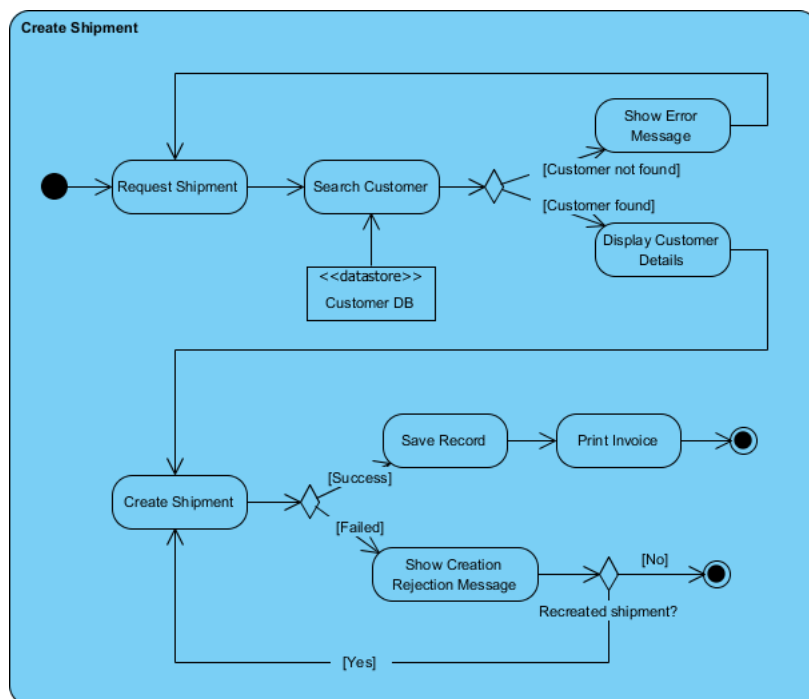 Create Shipment
Show Error
Message
[Customer not found]
Request Shipment
Search Customer
[Customer found]
Display Customer
Details
<<datastore>>
Customer DB
Save Record
Print Invoice
[Success]
Create Shipment
[Failed]
Show Creation
Rejection Message
[No]
Recreated shipment?
[Yes]